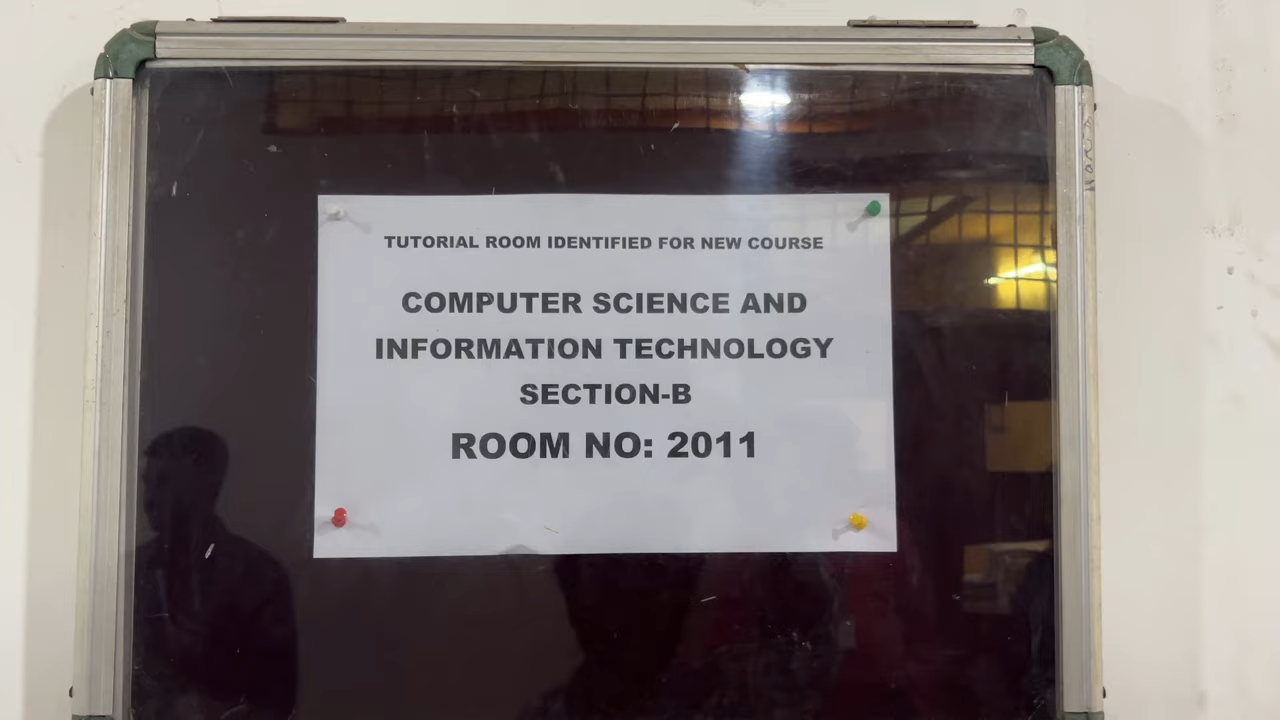 TUTORIAL ROOM IDENTIFIED FOR NEW COURSE
COMPUTER SCIENCE AND
INFORMATION TECHNOLOGY
SECTION-B
ROOM NO: 2011